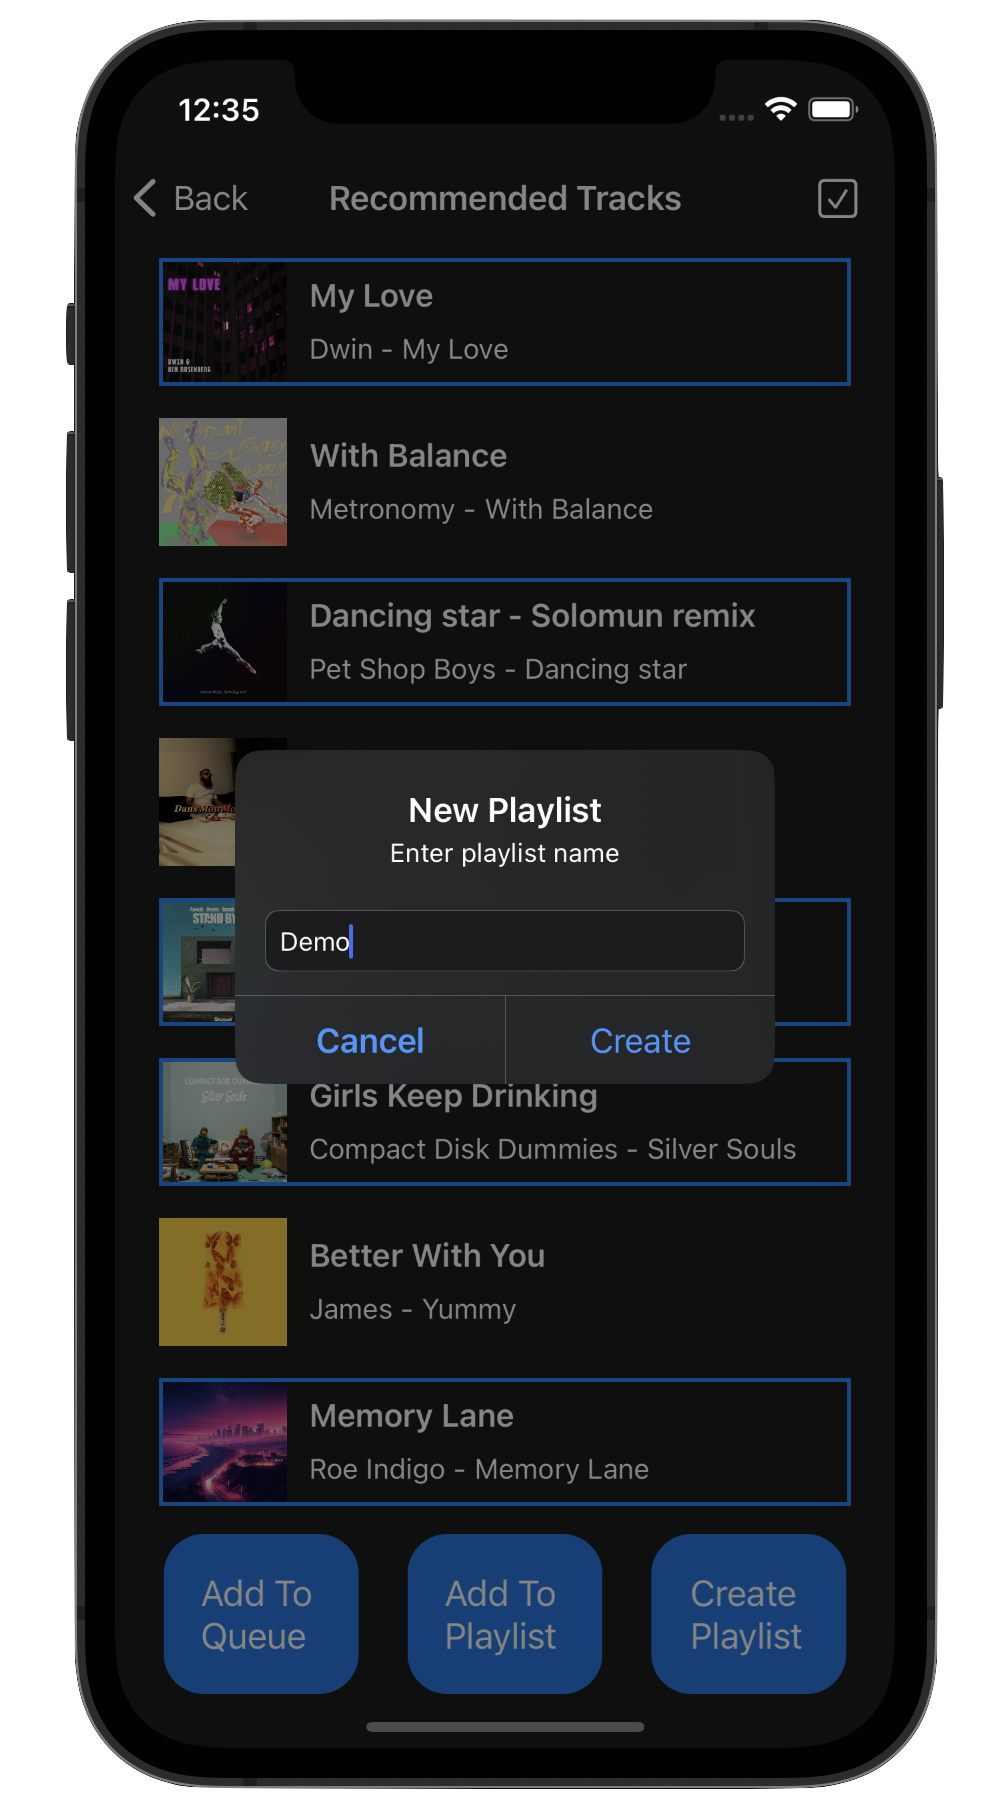 12:35
Back
Recommended Tracks
MY LOVE
DWIN &
BEN ROSENBERG
My Love
Dwin - My Love
With Balance
Metronomy - With Balance
Dancing star - Solomun remix
Pet Shop Boys - Dancing star
Dans Mon Mo
New Playlist
Enter playlist name
Demo
Cancel
Create
STAND BY
COMPACT DISK DUMM
Silver Souls
Girls Keep Drinking
Compact Disk Dummies - Silver Souls
Better With You
James - Yummy
Memory Lane
Roe Indigo - Memory Lane
Add To
Queue
Add To
Playlist
Create
Playlist